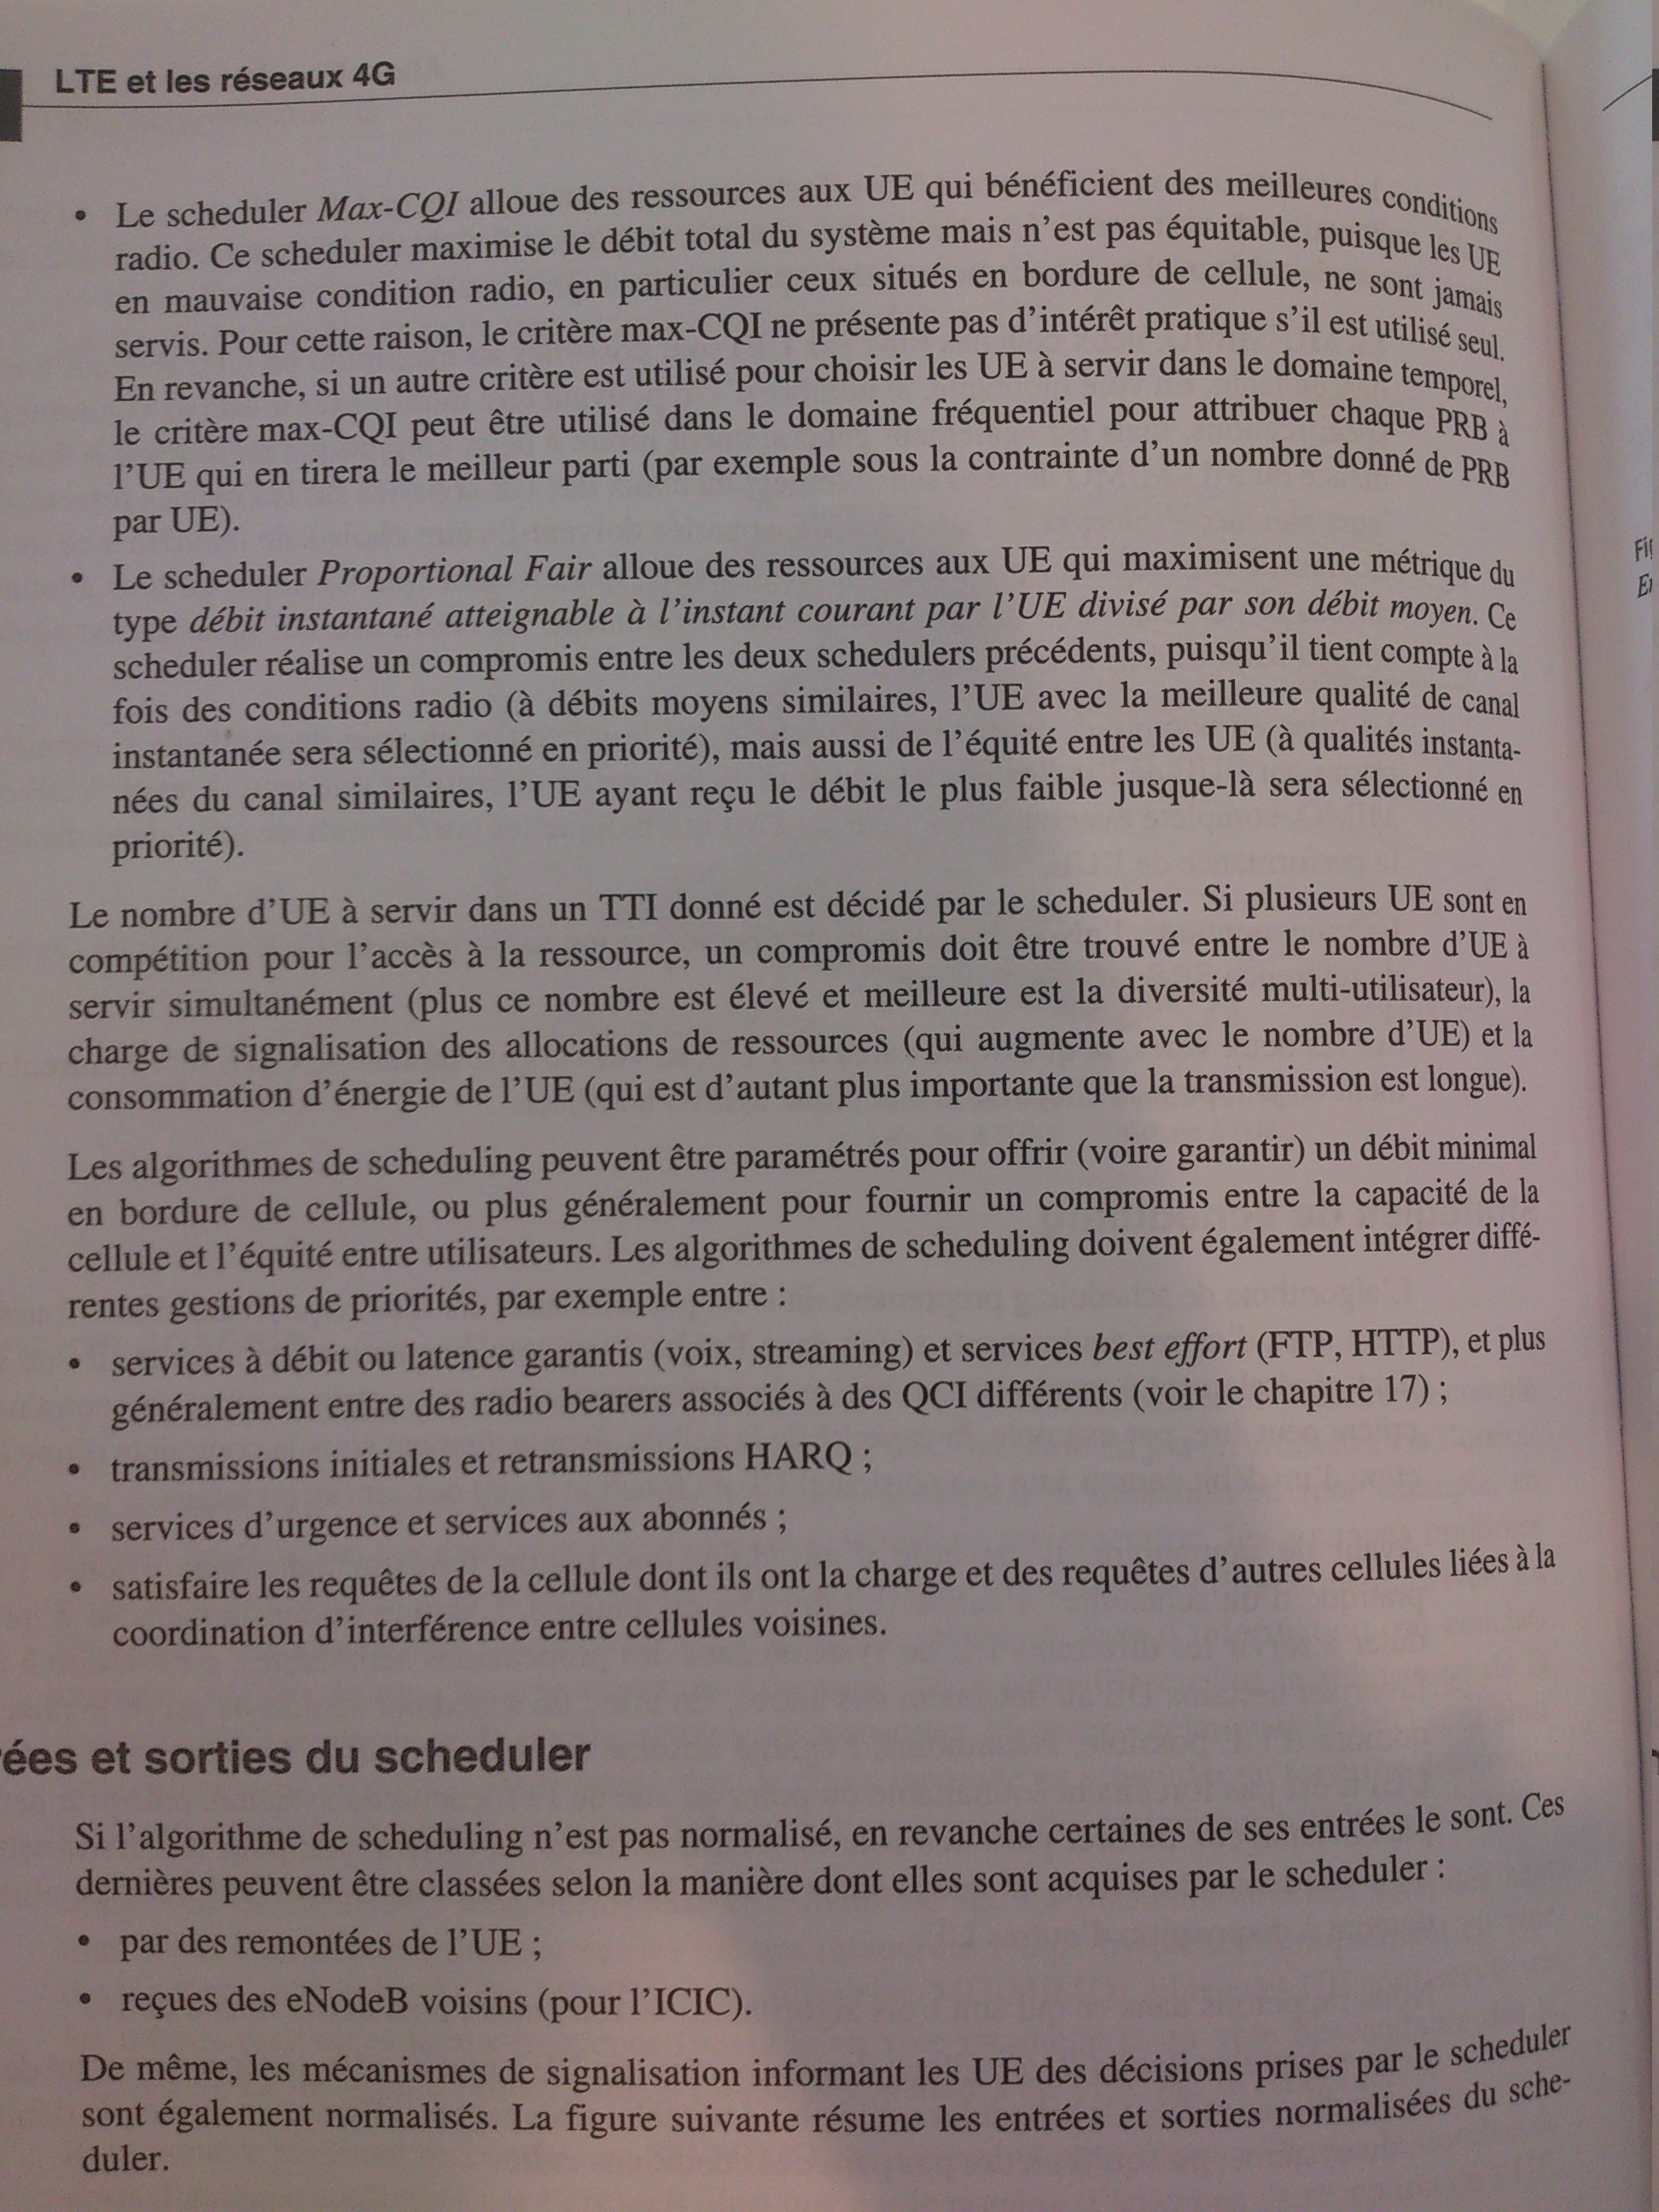 LTE et les réseaux 4G
• Le scheduler Max-CQI alloue des ressources aux UE qui bénéficient des meilleures conditions
radio. Ce scheduler maximise le débit total du système mais n’est pas équitable, puisque les UE
en mauvaise condition radio, en particulier ceux situés en bordure de cellule, ne sont jamais
servis. Pour cette raison, le critère max-CQI ne présente pas d’intérêt pratique s’il est utilisé seul.
En revanche, si un autre critère est utilisé pour choisir les UE à servir dans le domaine temporel,
le critère max-CQI peut être utilisé dans le domaine fréquentiel pour attribuer chaque PRB à
l’UE qui en tirera le meilleur parti (par exemple sous la contrainte d’un nombre donné de PRB
par UE).
• Le scheduler Proportional Fair alloue des ressources aux UE qui maximisent une métrique du
type débit instantané atteignable à l’instant courant par l’UE divisé par son débit moyen. Ce
scheduler réalise un compromis entre les deux schedulers précédents, puisqu’il tient compte à la
fois des conditions radio (à débits moyens similaires, l’UE avec la meilleure qualité de canal
instantanée sera sélectionné en priorité), mais aussi de l’équité entre les UE (à qualités instanta-
nées du canal similaires, l’UE ayant reçu le débit le plus faible jusque-là sera sélectionné en
priorité).
Le nombre d’UE à servir dans un TTI donné est décidé par le scheduler. Si plusieurs UE sont en
compétition pour l’accès à la ressource, un compromis doit être trouvé entre le nombre d’UE à
servir simultanément (plus ce nombre est élevé et meilleure est la diversité multi-utilisateur), la
charge de signalisation des allocations de ressources (qui augmente avec le nombre d’UE) et la
consommation d’énergie de l’UE (qui est d’autant plus importante que la transmission est longue).
Les algorithmes de scheduling peuvent être paramétrés pour offrir (voire garantir) un débit minimal
en bordure de cellule, ou plus généralement pour fournir un compromis entre la capacité de la
cellule et l’équité entre utilisateurs. Les algorithmes de scheduling doivent également intégrer diffé-
rentes gestions de priorités, par exemple entre :
• services à débit ou latence garantis (voix, streaming) et services best effort (FTP, HTTP), et plus
généralement entre des radio bearers associés à des QCI différents (voir le chapitre 17) ;
• transmissions initiales et retransmissions HARQ ;
• services d’urgence et services aux abonnés ;
• satisfaire les requêtes de la cellule dont ils ont la charge et des requêtes d’autres cellules liées à la
coordination d’interférence entre cellules voisines.
ées et sorties du scheduler
Si l’algorithme de scheduling n’est pas normalisé, en revanche certaines de ses entrées le sont. Ces
dernières peuvent être classées selon la manière dont elles sont acquises par le scheduler :
• par des remontées de l’UE ;
• reçues des eNodeB voisins (pour l’ICIC).
De même, les mécanismes de signalisation informant les UE des décisions prises par le scheduler
sont également normalisés. La figure suivante résume les entrées et sorties normalisées du sche-
duler.